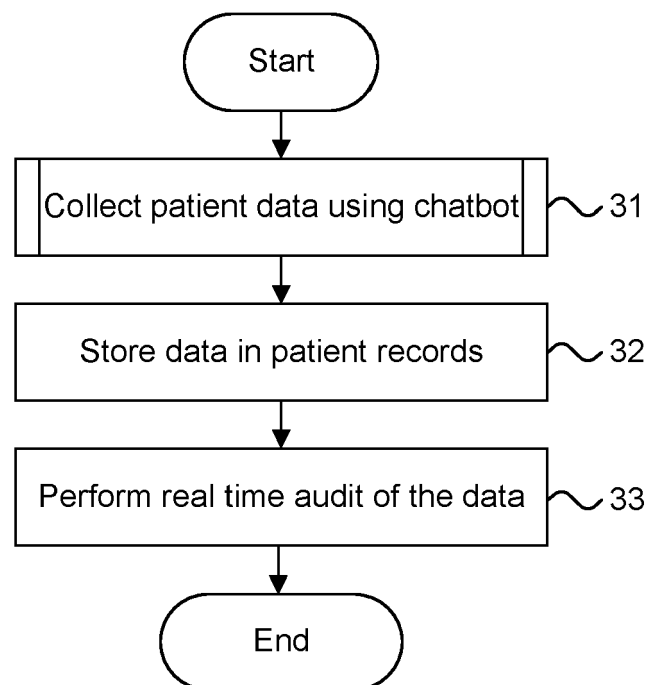 Start
Collect patient data using chatbot 31
Store data in patient records 32
Perform real time audit of the data 33
End